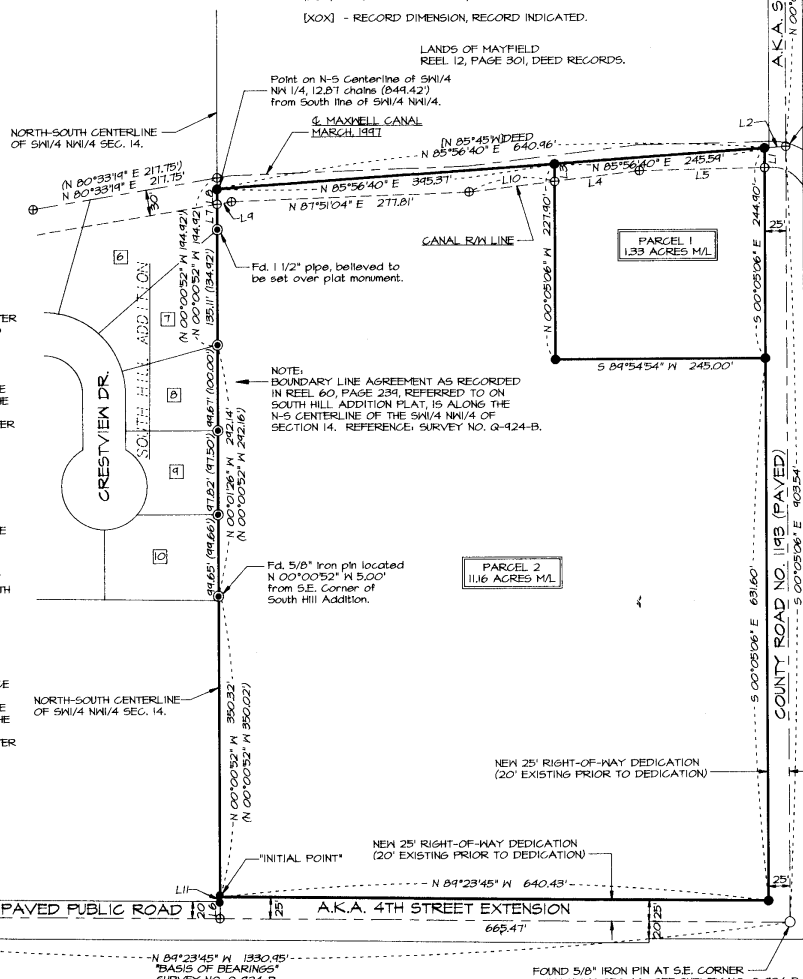 [XOX] - RECORD DIMENSION, RECORD INDICATED.
LANDS OF MAYFIELD
REEL 12, PAGE 301, DEED RECORDS.
A.K.A. S
N 00°
Point on N-S Centerline of SW1/4
NW 1/4, 12.87 chains (849.42')
from South line of SW1/4 NW1/4.
℄ MAXWELL CANAL
MARCH, 1997
NORTH-SOUTH CENTERLINE
OF SW1/4 NW1/4 SEC. 14.
(N 80°33'19" E 217.75')
N 80°33'19" E 217.75'
30'
[N 85°45'W]DEED
N 85°56'40" E 640.96'
N 85°56'40" E 395.37'
N 85°56'40" E 245.59'
N 87°51'04" E 277.81'
L2
L1
L3
L4
L5
L10
L8
L7
L9
CANAL R/W LINE
25'
PARCEL 1
1.33 ACRES M/L
N 00°05'06" W 227.90'
S 00°05'06" E 244.90'
S 89°54'54" W 245.00'
Fd. 1 1/2" pipe, believed to
be set over plat monument.
(N 00°00'52" W 194.92')
N 00°00'52" W 194.92'
135.11' (134.92')
6
7
8
9
10
SOUTH HILL ADDITION
CRESTVIEW DR.
99.67' (100.00')
97.82' (97.50')
99.65' (99.66')
N 00°01'26" W 292.14'
(N 00°00'52" W 292.16')
NOTE:
BOUNDARY LINE AGREEMENT AS RECORDED
IN REEL 60, PAGE 239, REFERRED TO ON
SOUTH HILL ADDITION PLAT, IS ALONG THE
N-S CENTERLINE OF THE SW1/4 NW1/4 OF
SECTION 14. REFERENCE: SURVEY NO. Q-924-B.
Fd. 5/8" iron pin located
N 00°00'52" W 5.00'
from S.E. Corner of
South Hill Addition.
PARCEL 2
11.16 ACRES M/L
S 00°05'06" E 631.60'
COUNTY ROAD NO. 1193 (PAVED)
S 00°05'06" E 903.54'
NORTH-SOUTH CENTERLINE
OF SW1/4 NW1/4 SEC. 14.
N 00°00'52" W 350.32'
(N 00°00'52" W 350.02')
NEW 25' RIGHT-OF-WAY DEDICATION
(20' EXISTING PRIOR TO DEDICATION)
"INITIAL POINT"
NEW 25' RIGHT-OF-WAY DEDICATION
(20' EXISTING PRIOR TO DEDICATION)
L11
N 89°23'45" W 640.43'
25'
PAVED PUBLIC ROAD
20'
L6
25'
A.K.A. 4TH STREET EXTENSION
20'
25'
665.47'
N 89°23'45" W 1330.95'
"BASIS OF BEARINGS"
FOUND 5/8" IRON PIN AT S.E. CORNER